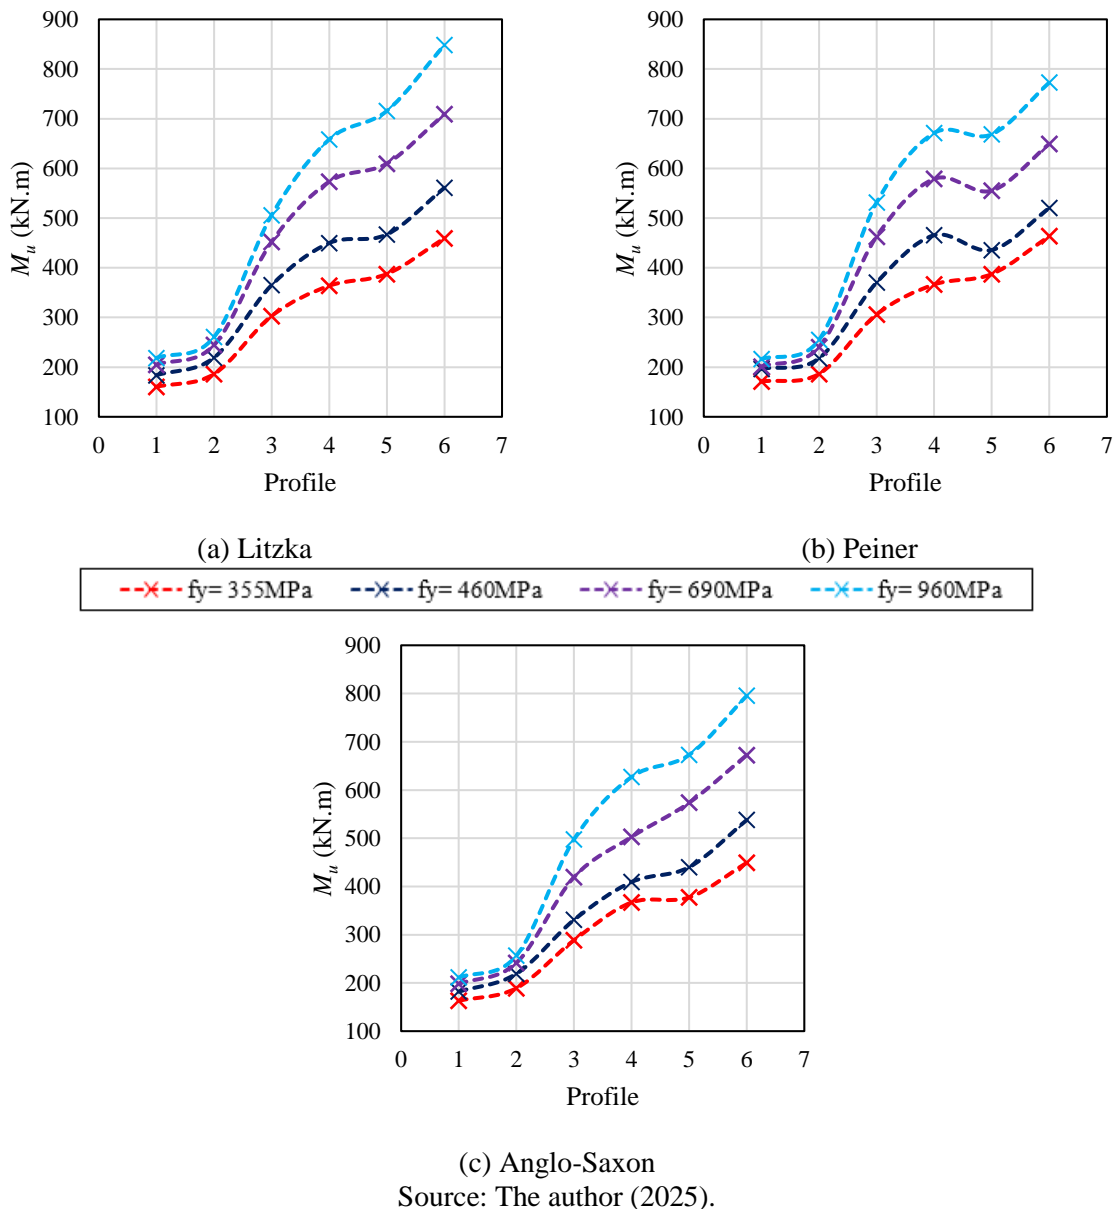 900
800
700
600
500
400
300
200
100
M_u (kN.m)
0 1 2 3 4 5 6 7
Profile
(a) Litzka
900
800
700
600
500
400
300
200
100
M_u (kN.m)
0 1 2 3 4 5 6 7
Profile
(b) Peiner
fy= 355MPa fy= 460MPa fy= 690MPa fy= 960MPa
900
800
700
600
500
400
300
200
100
M_u (kN.m)
0 1 2 3 4 5 6 7
Profile
(c) Anglo-Saxon
Source: The author (2025).